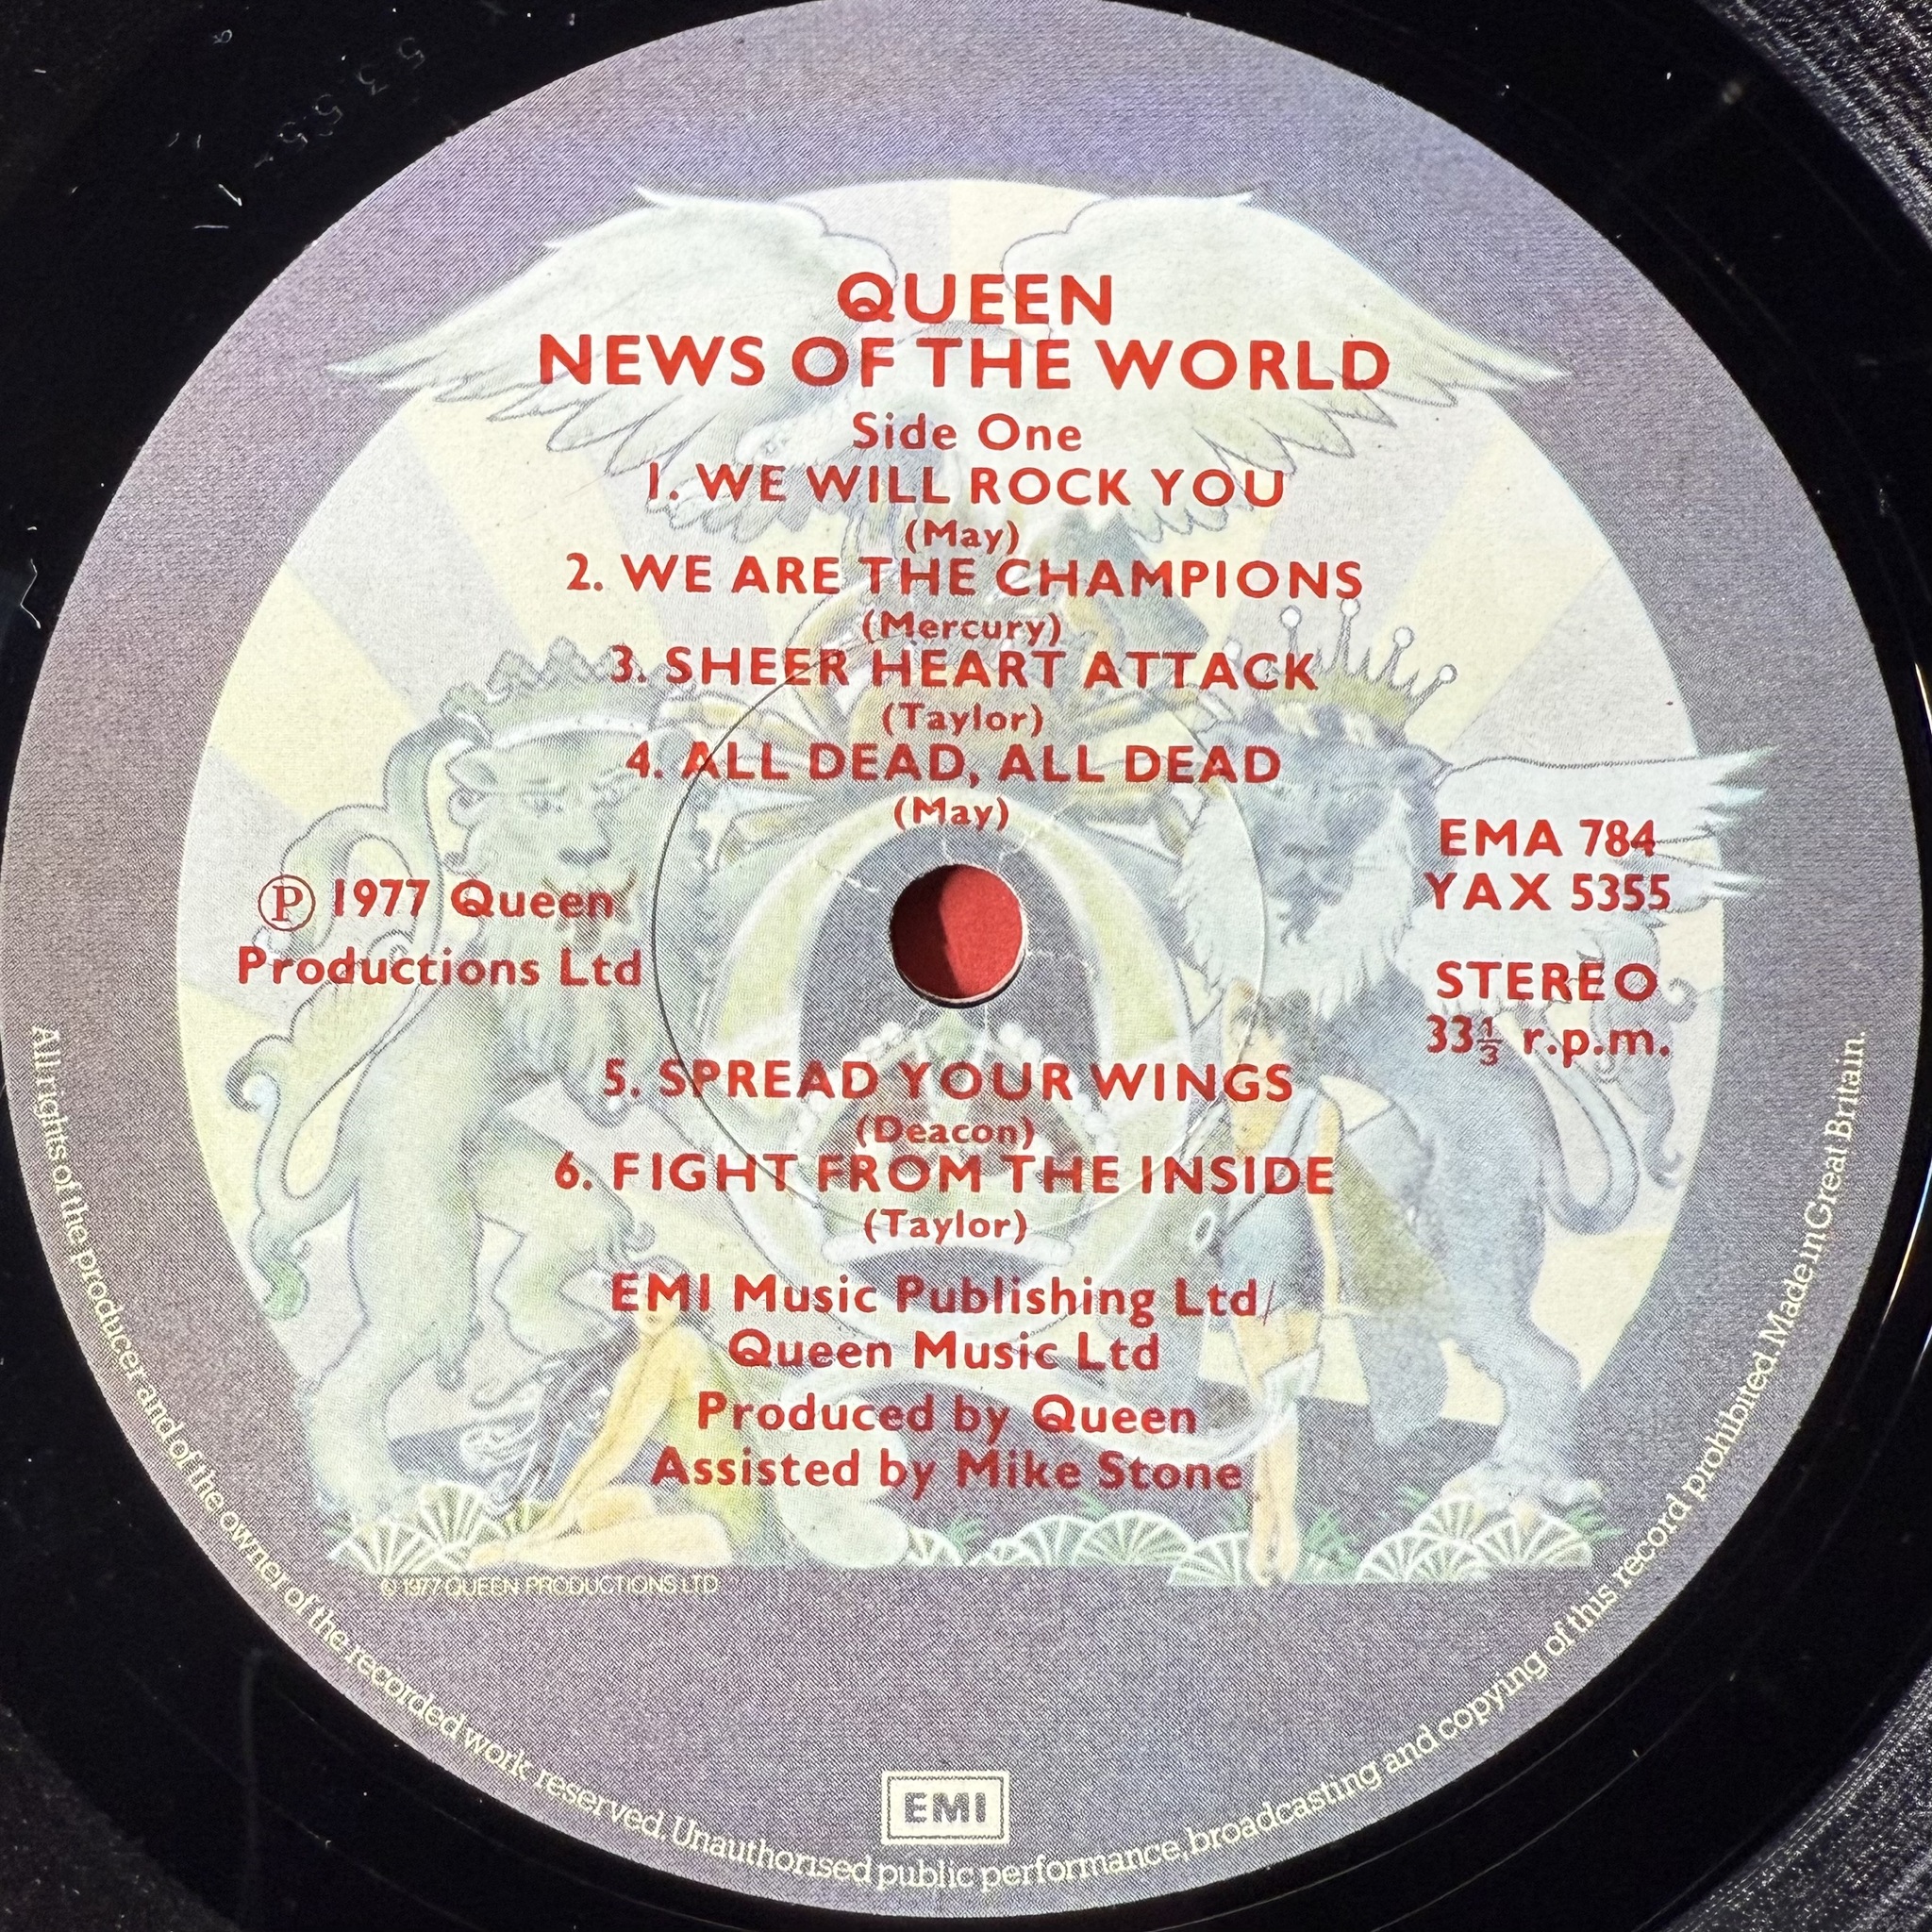 QUEEN
NEWS OF THE WORLD
Side One
1. WE WILL ROCK YOU
(May)
2. WE ARE THE CHAMPIONS
(Mercury)
3. SHEER HEART ATTACK
(Taylor)
4. ALL DEAD, ALL DEAD
(May)
Ⓟ 1977 Queen
Productions Ltd
EMA 784
YAX 5355
STEREO
33⅓ r.p.m.
5. SPREAD YOUR WINGS
(Deacon)
6. FIGHT FROM THE INSIDE
(Taylor)
EMI Music Publishing Ltd/
Queen Music Ltd
Produced by Queen
Assisted by Mike Stone
© 1977 QUEEN PRODUCTIONS LTD
EMI
All rights of the producer and of the owner of the recorded work reserved. Unauthorised public performance, broadcasting and copying of this record prohibited. Made in Great Britain.